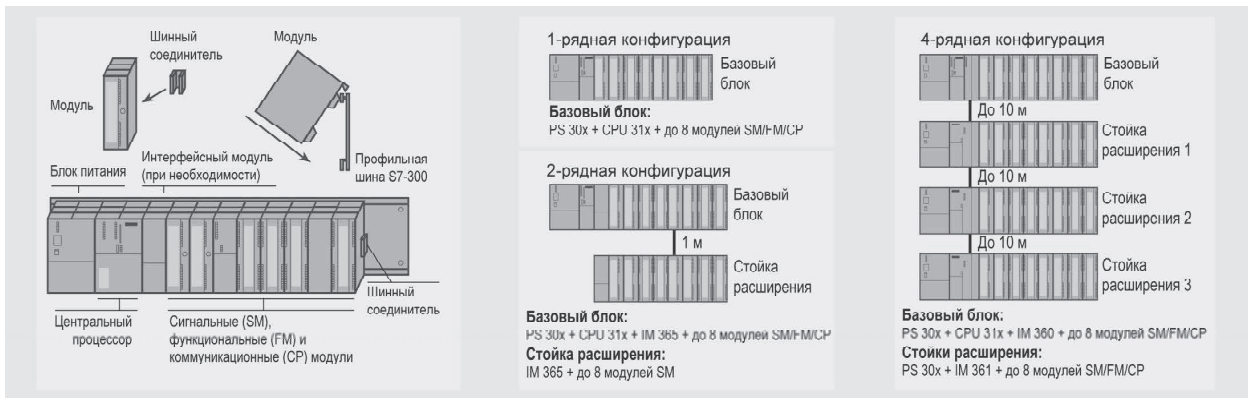 Шинный
соединитель
Модуль
Модуль
Профильная
шина S7-300
Блок питания
Интерфейсный модуль
(при необходимости)
Шинный
соединитель
Центральный
процессор
Сигнальные (SM),
функциональные (FM) и
коммуникационные (CP) модули
1-рядная конфигурация
Базовый
блок
Базовый блок:
PS 30x + CPU 31x + до 8 модулей SM/FM/CP
2-рядная конфигурация
Базовый
блок
1 м
Стойка
расширения
Базовый блок:
PS 30x + CPU 31x + IM 365 + до 8 модулей SM/FM/CP
Стойка расширения:
IM 365 + до 8 модулей SM
4-рядная конфигурация
Базовый
блок
До 10 м
Стойка
расширения 1
До 10 м
Стойка
расширения 2
До 10 м
Стойка
расширения 3
Базовый блок:
PS 30x + CPU 31x + IM 360 + до 8 модулей SM/FM/CP
Стойки расширения:
PS 30x + IM 361 + до 8 модулей SM/FM/CP